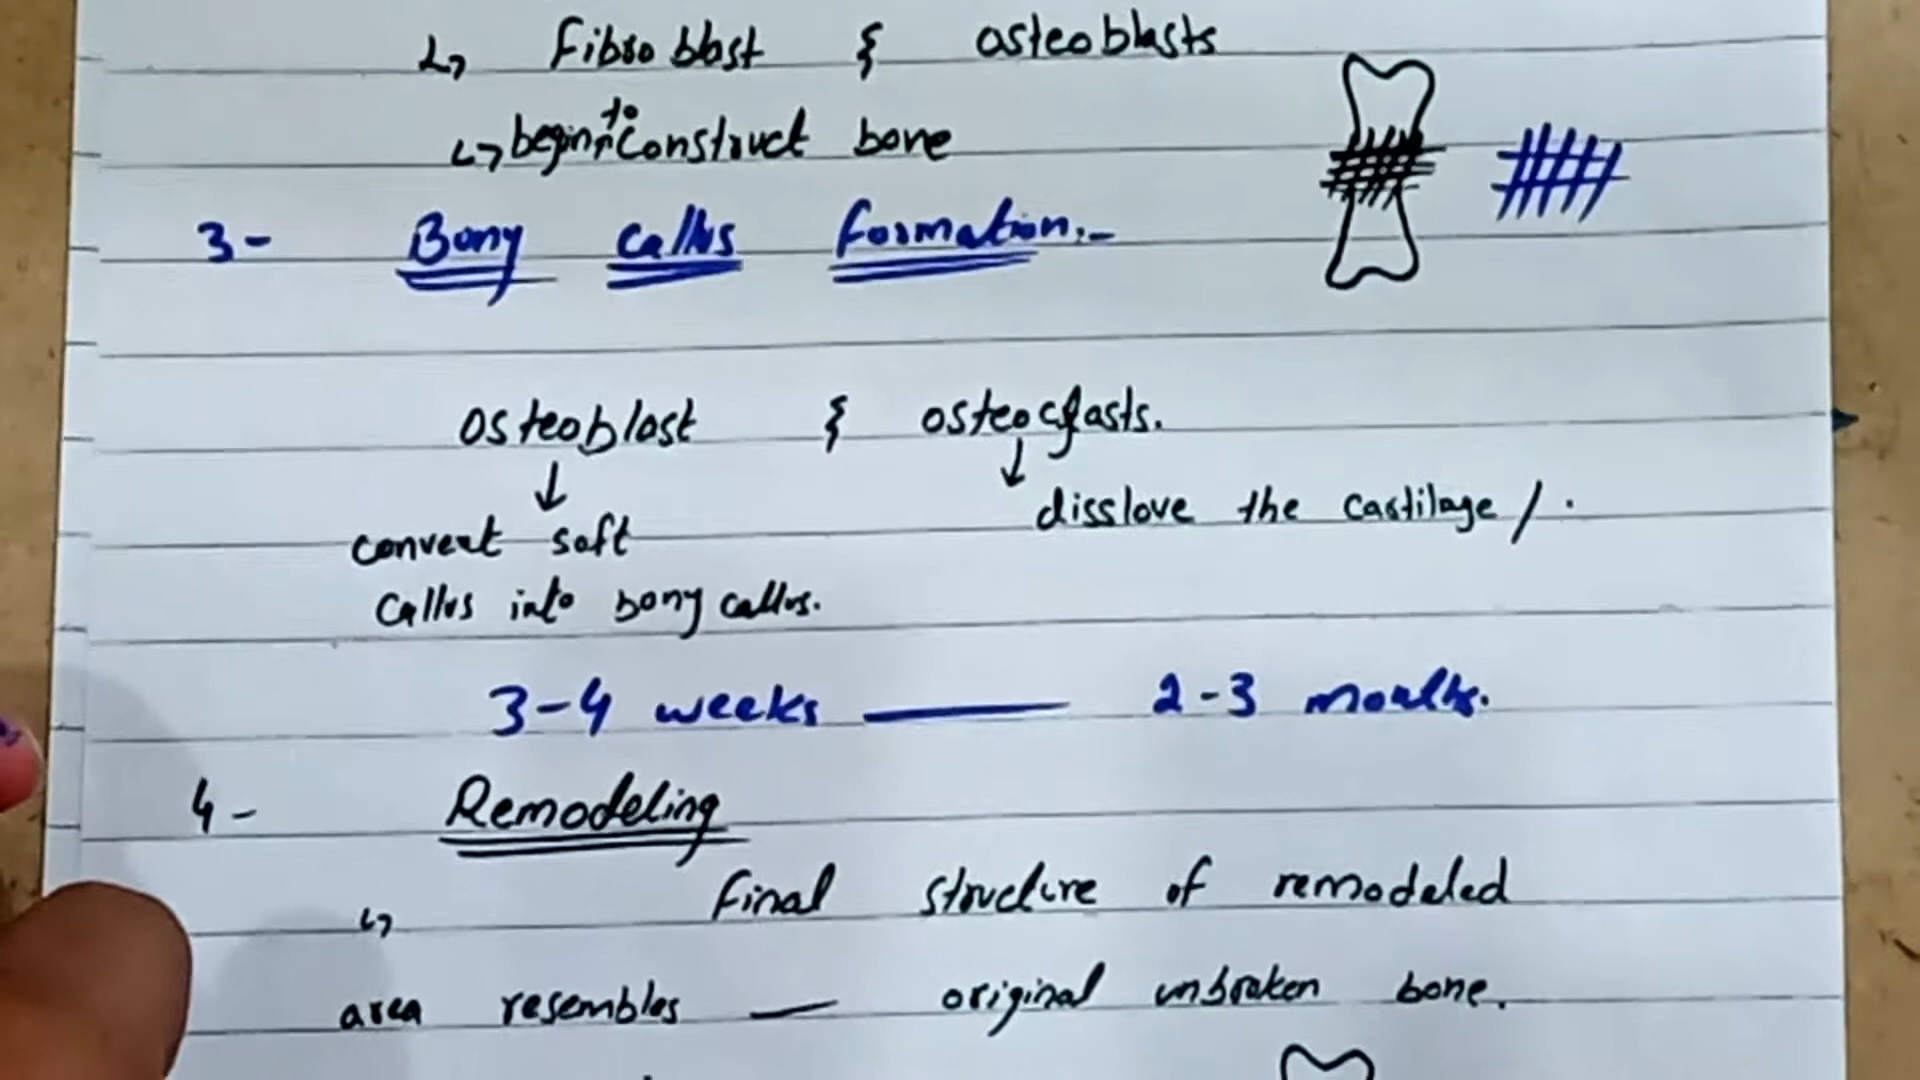 Fibroblast & osteoblasts
begin to construct bone
3- Bony callus formation:-
osteoblast & osteoclasts.
convert soft
callus into bony callus.
disslove the cartilage / .
3-4 weeks — 2-3 months.
4- Remodeling
Final structure of remodeled
area resembles — original unbroken bone.